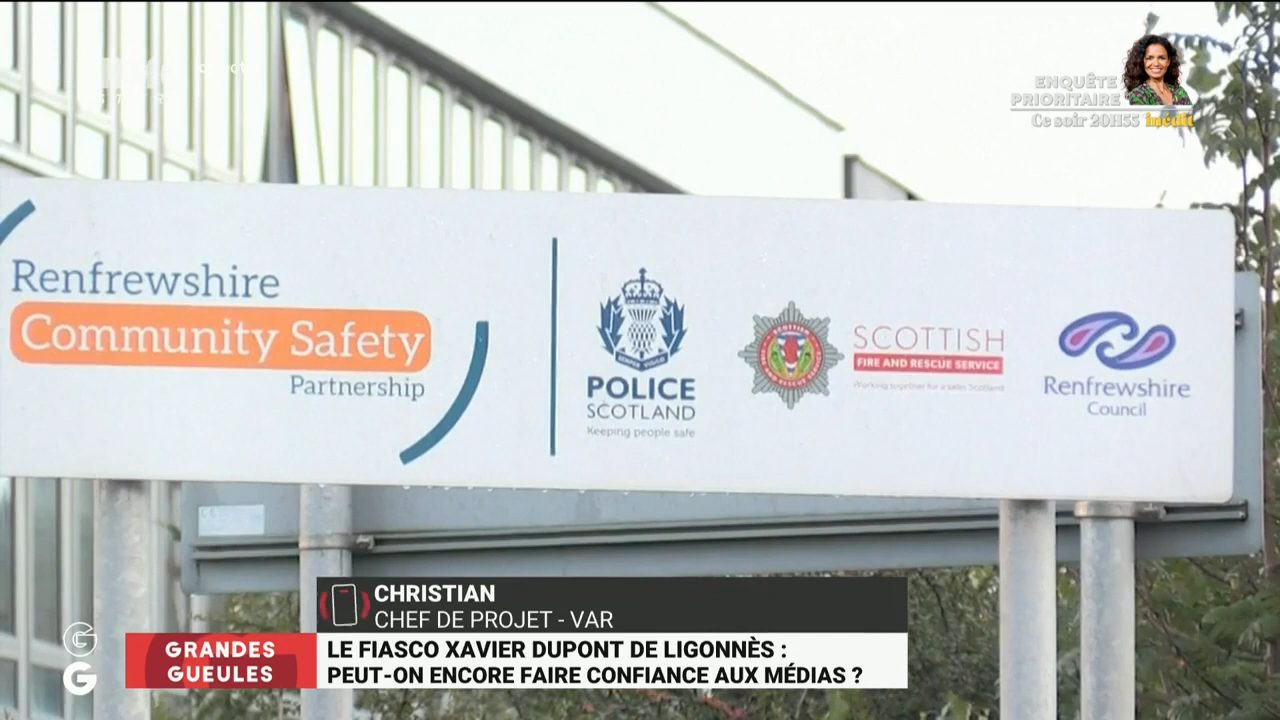 ENQUÊTE
PRIORITAIRE
Ce soir 20H55 inédit
Renfrewshire
Community Safety
Partnership
POLICE
SCOTLAND
Keeping people safe
SCOTTISH
FIRE AND RESCUE SERVICE
Working together for a safer Scotland
Renfrewshire
Council
CHRISTIAN
CHEF DE PROJET - VAR
GRANDES
GUEULES
LE FIASCO XAVIER DUPONT DE LIGONNÈS :
PEUT-ON ENCORE FAIRE CONFIANCE AUX MÉDIAS ?
GG